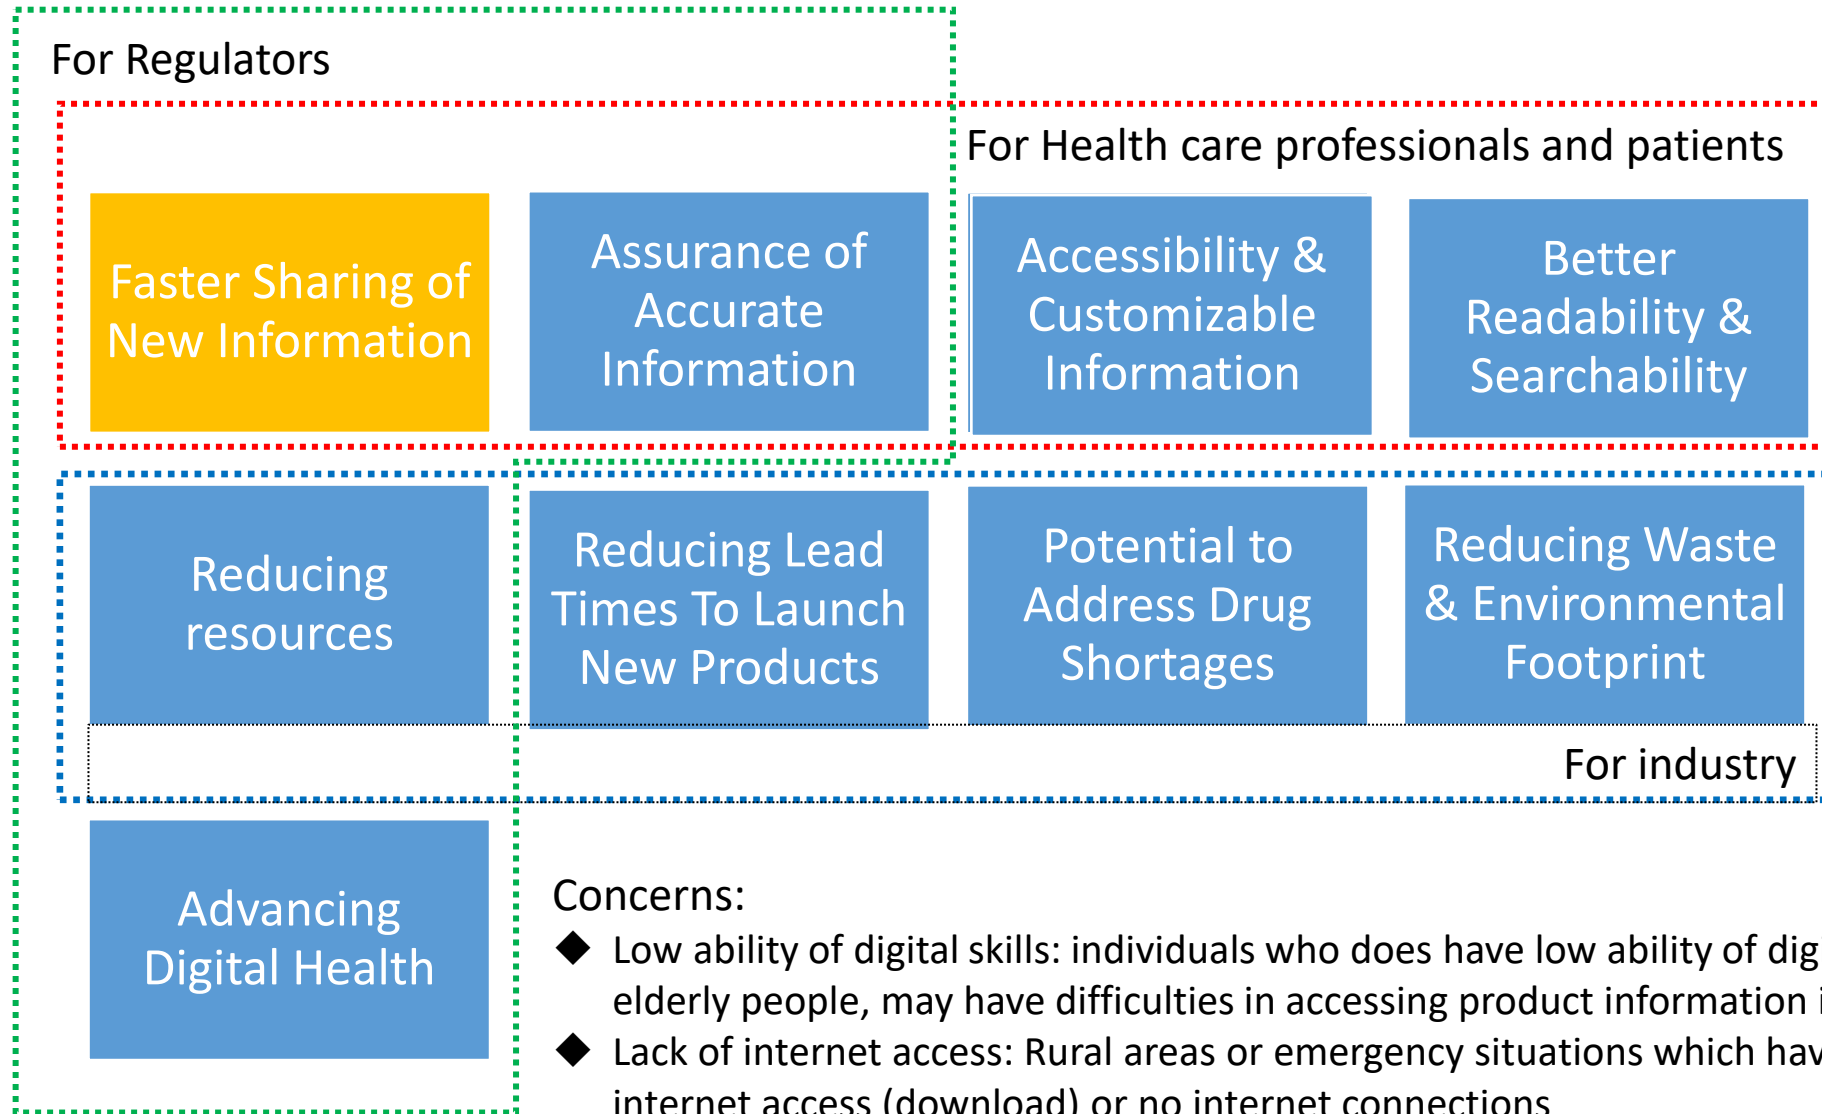 For Regulators
For Health care professionals and patients
Faster Sharing of
New Information
Assurance of
Accurate
Information
Accessibility &
Customizable
Information
Better
Readability &
Searchability
Reducing
resources
Reducing Lead
Times To Launch
New Products
Potential to
Address Drug
Shortages
Reducing Waste
& Environmental
Footprint
For industry
Advancing
Digital Health
Concerns:
◆ Low ability of digital skills: individuals who does have low ability of
elderly people, may have difficulties in accessing product information
◆ Lack of internet access: Rural areas or emergency situations which
internet access (download) or no internet connections